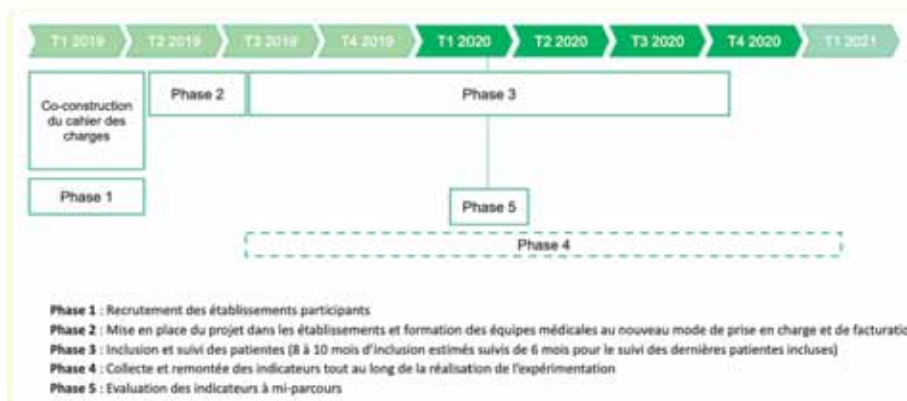 T1 2019 T2 2019 T3 2019 T4 2019 T1 2020 T2 2020 T3 2020 T4 2020 T1 2021
Co-construction
du cahier des
charges
Phase 2
Phase 3
Phase 1
Phase 5
Phase 4
Phase 1 : Recrutement des établissements participants
Phase 2 : Mise en place du projet dans les établissements et formation des équipes médicales au nouveau mode de prise en charge et de facturatio
Phase 3 : Inclusion et suivi des patientes (8 à 10 mois d'inclusion estimés suivis de 6 mois pour le suivi des dernières patientes incluses)
Phase 4 : Collecte et remontée des indicateurs tout au long de la réalisation de l'expérimentation
Phase 5 : Evaluation des indicateurs à mi-parcours